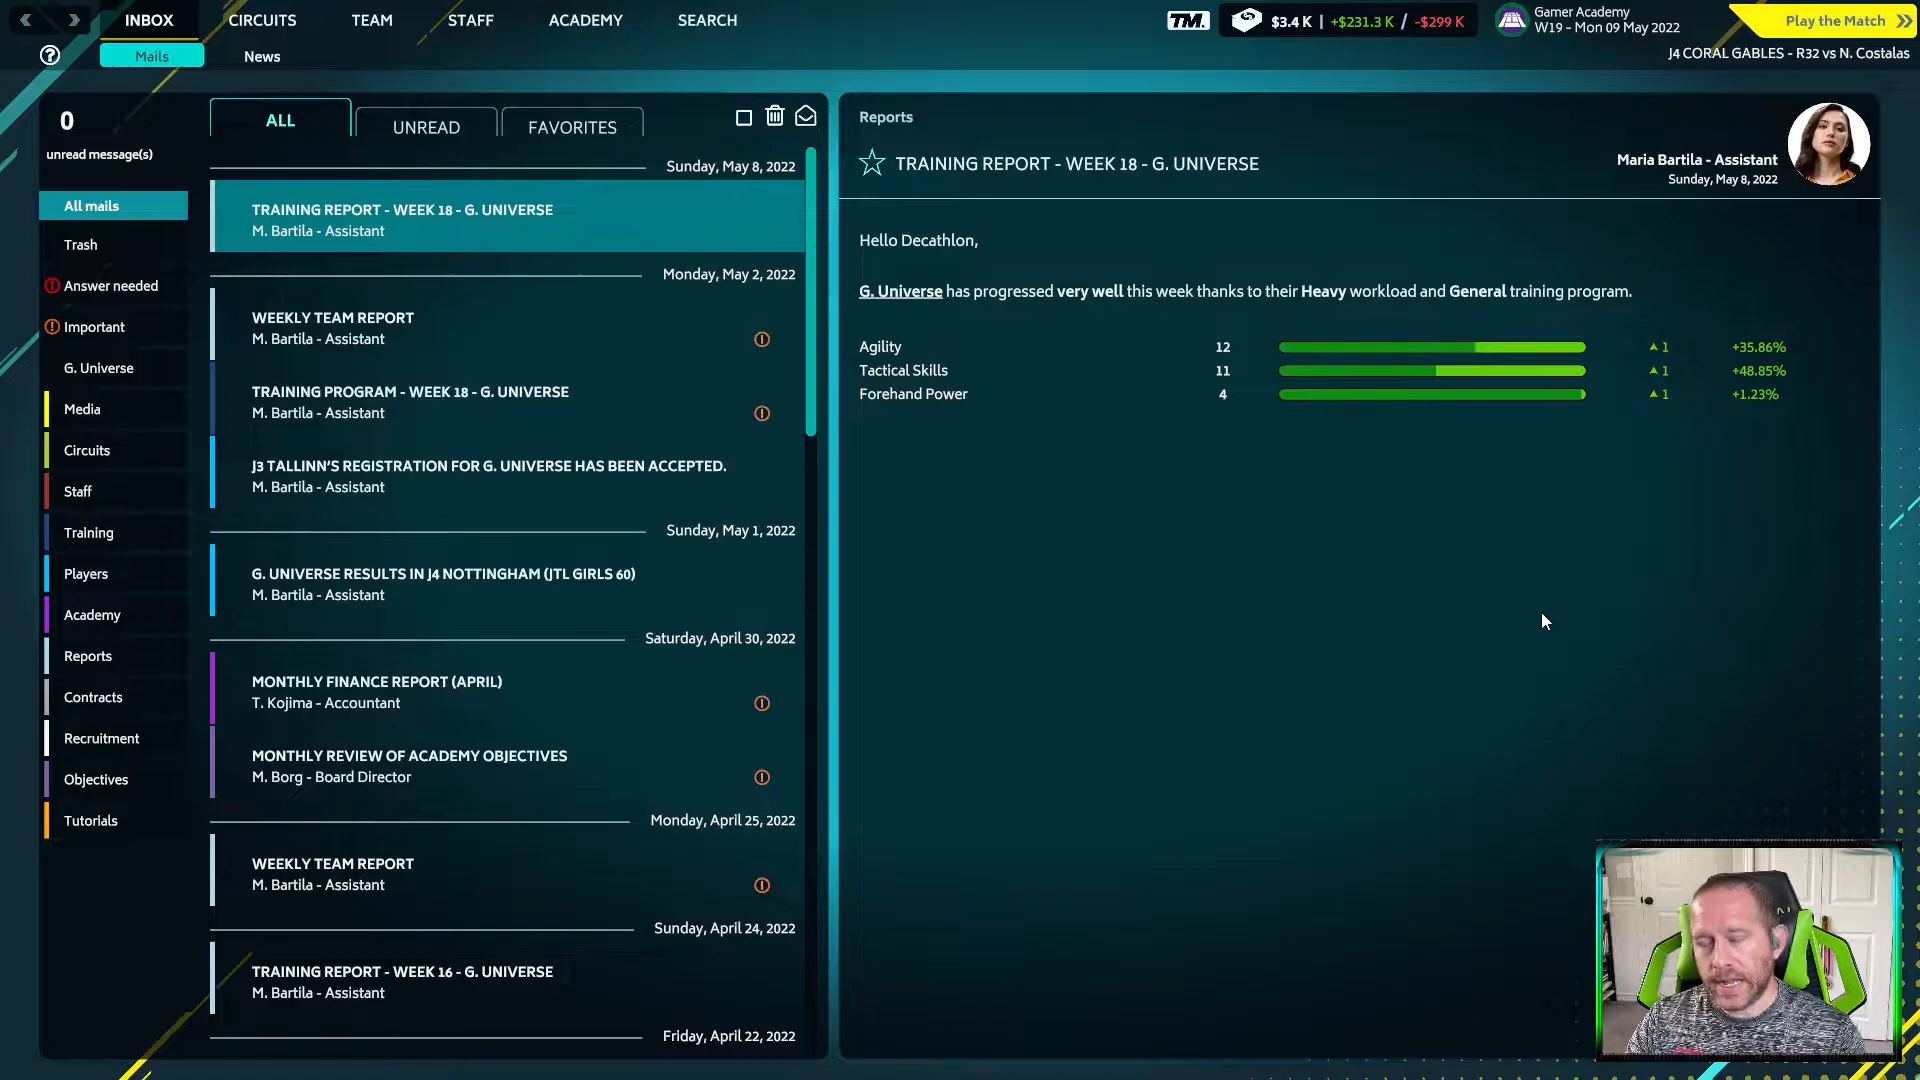 INBOX
CIRCUITS
TEAM
STAFF
ACADEMY
SEARCH
TM.
$3.4 K | +$231.3 K / -$299 K
Gamer Academy
W19 - Mon 09 May 2022
Play the Match
J4 CORAL GABLES - R32 vs N. Costalas
?
Mails
News
0
unread message(s)
All mails
Trash
Answer needed
Important
G. Universe
Media
Circuits
Staff
Training
Players
Academy
Reports
Contracts
Recruitment
Objectives
Tutorials
ALL
UNREAD
FAVORITES
Sunday, May 8, 2022
TRAINING REPORT - WEEK 18 - G. UNIVERSE
M. Bartila - Assistant
Monday, May 2, 2022
WEEKLY TEAM REPORT
M. Bartila - Assistant
TRAINING PROGRAM - WEEK 18 - G. UNIVERSE
M. Bartila - Assistant
J3 TALLINN'S REGISTRATION FOR G. UNIVERSE HAS BEEN ACCEPTED.
M. Bartila - Assistant
Sunday, May 1, 2022
G. UNIVERSE RESULTS IN J4 NOTTINGHAM (JTL GIRLS 60)
M. Bartila - Assistant
Saturday, April 30, 2022
MONTHLY FINANCE REPORT (APRIL)
T. Kojima - Accountant
MONTHLY REVIEW OF ACADEMY OBJECTIVES
M. Borg - Board Director
Monday, April 25, 2022
WEEKLY TEAM REPORT
M. Bartila - Assistant
Sunday, April 24, 2022
TRAINING REPORT - WEEK 16 - G. UNIVERSE
M. Bartila - Assistant
Friday, April 22, 2022
Reports
TRAINING REPORT - WEEK 18 - G. UNIVERSE
Maria Bartila - Assistant
Sunday, May 8, 2022
Hello Decathlon,
G. Universe has progressed very well this week thanks to their Heavy workload and General training program.
Agility 12 1 +35.86%
Tactical Skills 11 1 +48.85%
Forehand Power 4 1 +1.23%